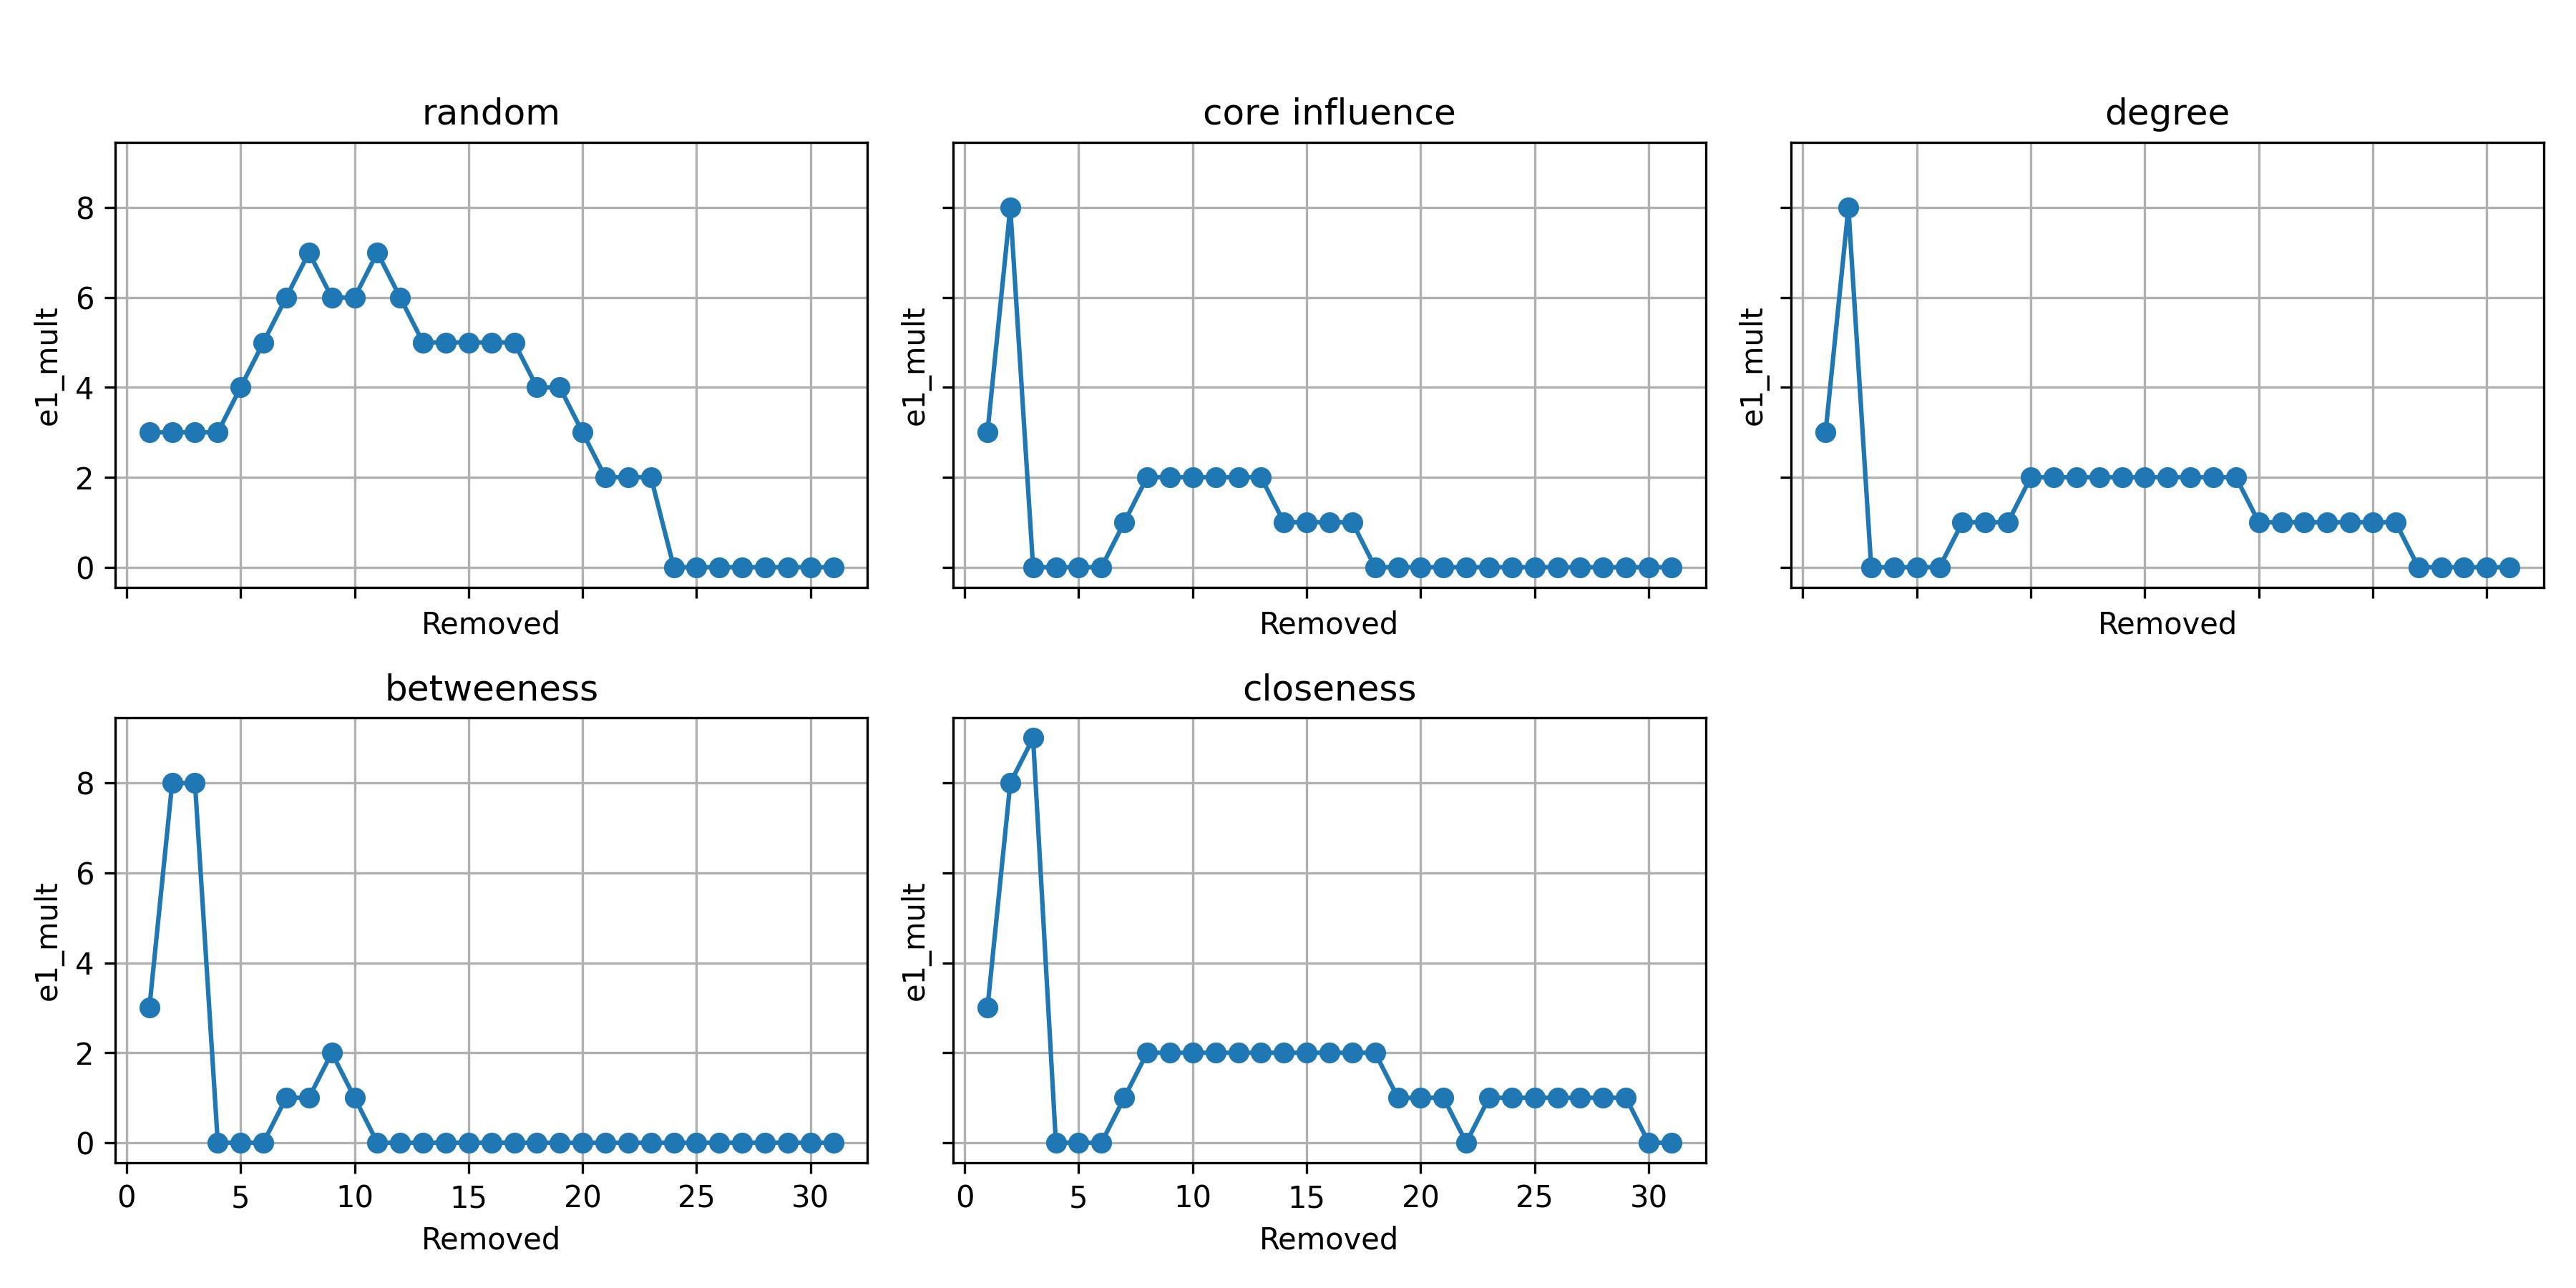 random
core influence
degree
8
6
4
2
0
e1_mult
e1_mult
e1_mult
Removed
Removed
Removed
betweeness
closeness
8
6
4
2
0
e1_mult
e1_mult
0 5 10 15 20 25 30
0 5 10 15 20 25 30
Removed
Removed